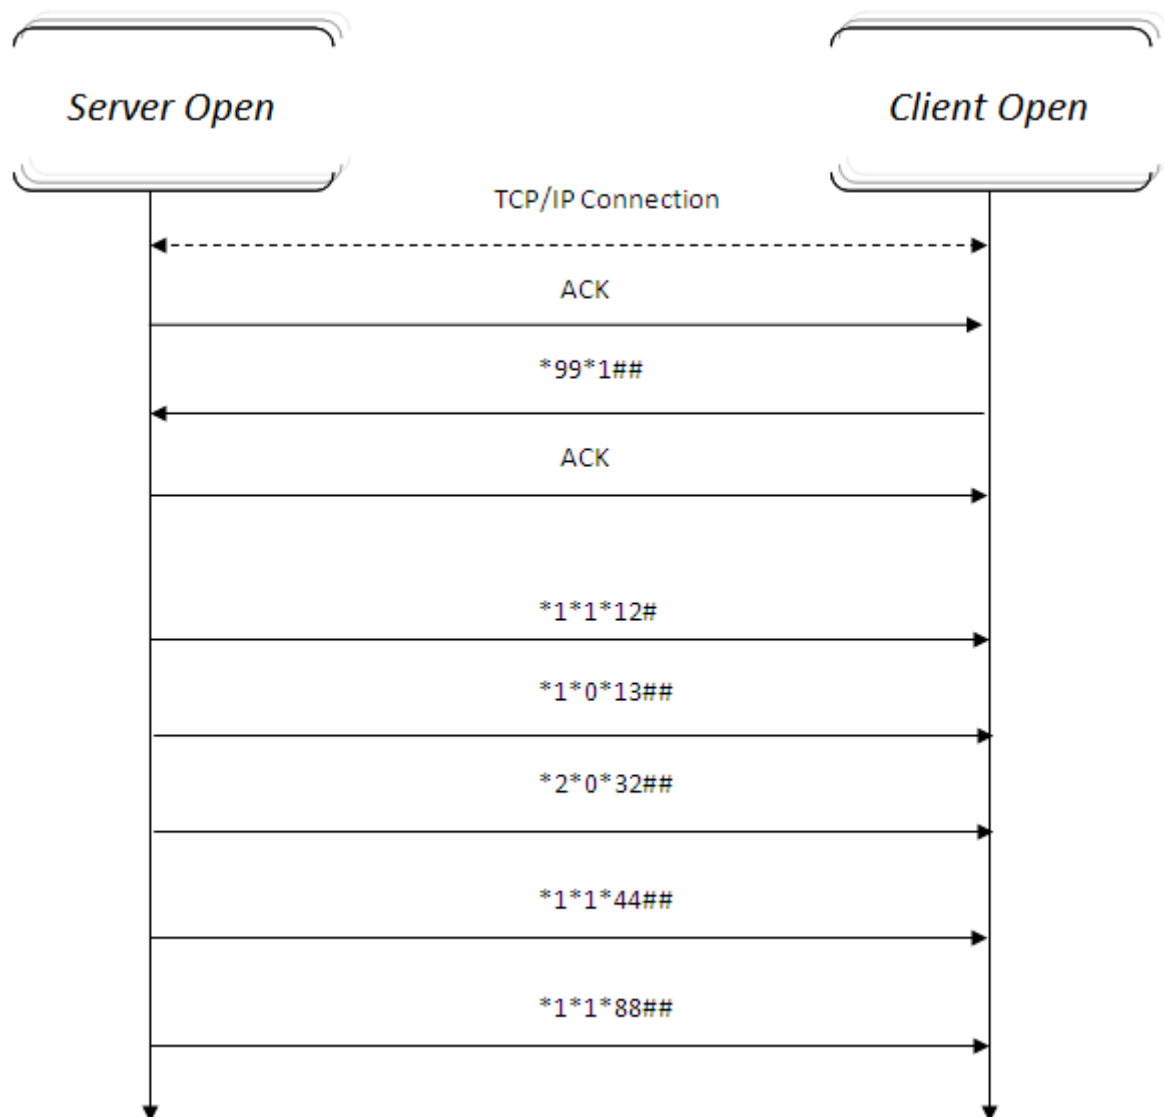 Server Open
Client Open
TCP/IP Connection
ACK
*99*1##
ACK
*1*1*12#
*1*0*13##
*2*0*32##
*1*1*44##
*1*1*88##